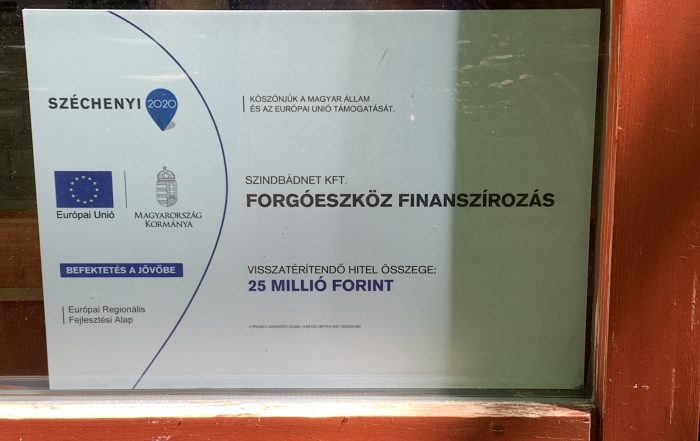 SZÉCHENYI 2020
KÖSZÖNJÜK A MAGYAR ÁLLAM
ÉS AZ EURÓPAI UNIÓ TÁMOGATÁSÁT.
SZINDBÁDNET KFT.
FORGÓESZKÖZ FINANSZÍROZÁS
Európai Unió
MAGYARORSZÁG
KORMÁNYA
BEFEKTETÉS A JÖVŐBE
VISSZATÉRÍTENDŐ HITEL ÖSSZEGE:
25 MILLIÓ FORINT
Európai Regionális
Fejlesztési Alap